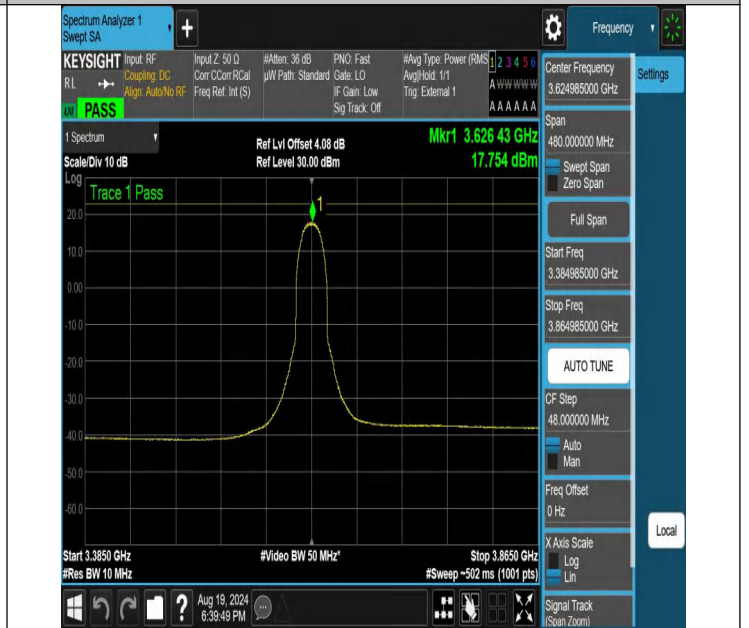 Spectrum Analyzer 1
Swept SA
+
Frequency
KEYSIGHT
RL
PASS
Input: RF
Coupling: DC
Align: Auto/No RF
Input Z: 50 Ω
Corr CCorr RCal
Freq Ref: Int (S)
#Atten: 36 dB
µW Path: Standard
PNO: Fast
Gate: LO
IF Gain: Low
Sig Track: Off
#Avg Type: Power (RMS
Avg|Hold: 1/1
Trig: External 1
1 2 3 4 5 6
A W W W W W
A A A A A A
1 Spectrum
Scale/Div 10 dB
Ref Lvl Offset 4.08 dB
Ref Level 30.00 dBm
Mkr1 3.626 43 GHz
17.754 dBm
Log
Trace 1 Pass
1
20.0
10.0
0.00
-10.0
-20.0
-30.0
-40.0
-50.0
-60.0
Start 3.3850 GHz
#Video BW 50 MHz*
Stop 3.8650 GHz
#Res BW 10 MHz
#Sweep ~502 ms (1001 pts)
Center Frequency
3.624985000 GHz
Settings
Span
480.000000 MHz
Swept Span
Zero Span
Full Span
Start Freq
3.384985000 GHz
Stop Freq
3.864985000 GHz
AUTO TUNE
CF Step
48.000000 MHz
Auto
Man
Freq Offset
0 Hz
X Axis Scale
Log
Lin
Local
Signal Track
(Span Zoom)
?
Aug 19, 2024
6:39:49 PM